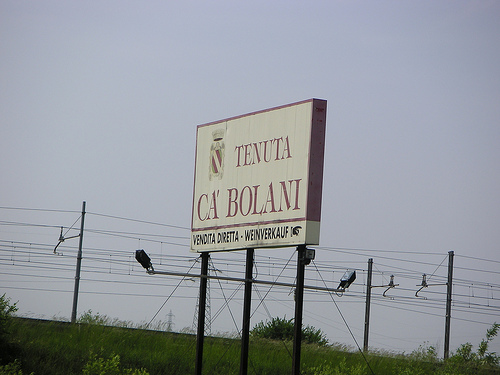 TENUTA
CA' BOLANI
VENDITA DIRETTA - WEINVERKAUF